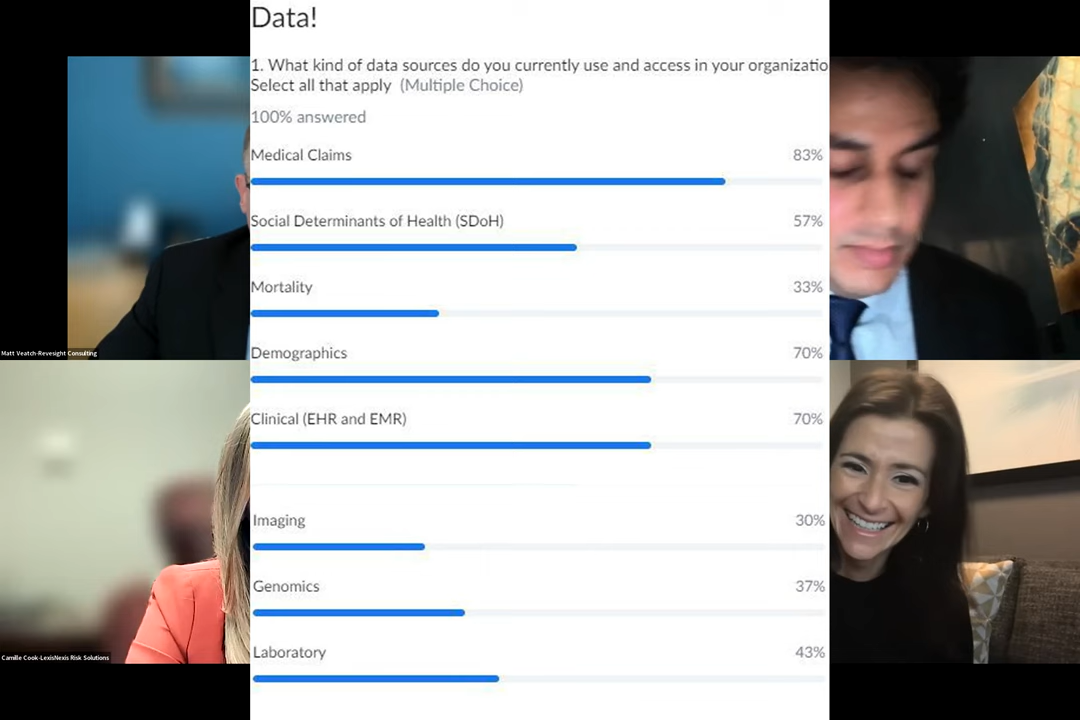 Data!
1. What kind of data sources do you currently use and access in your organizatio
Select all that apply (Multiple Choice)
100% answered
Medical Claims 83%
Social Determinants of Health (SDoH) 57%
Mortality 33%
Demographics 70%
Clinical (EHR and EMR) 70%
Imaging 30%
Genomics 37%
Laboratory 43%
Matt Veatch-Revesight Consulting
Camille Cook-LexisNexis Risk Solutions